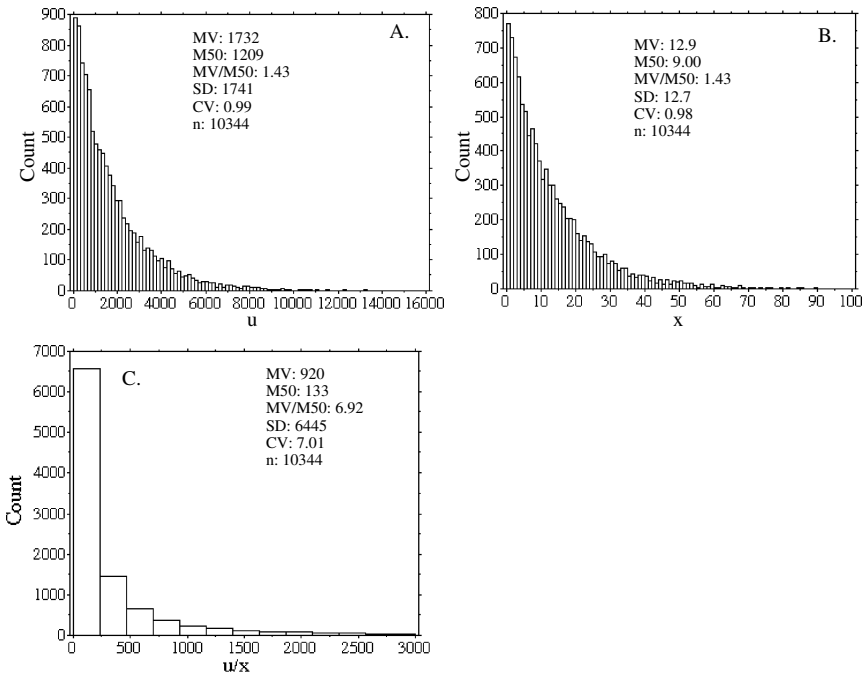 A.
MV: 1732
M50: 1209
MV/M50: 1.43
SD: 1741
CV: 0.99
n: 10344
Count
900
800
700
600
500
400
300
200
100
0
0 2000 4000 6000 8000 10000 12000 14000 16000
u
B.
MV: 12.9
M50: 9.00
MV/M50: 1.43
SD: 12.7
CV: 0.98
n: 10344
Count
800
700
600
500
400
300
200
100
0
0 10 20 30 40 50 60 70 80 90 100
x
C.
MV: 920
M50: 133
MV/M50: 6.92
SD: 6445
CV: 7.01
n: 10344
Count
7000
6000
5000
4000
3000
2000
1000
0
0 500 1000 1500 2000 2500 3000
u/x